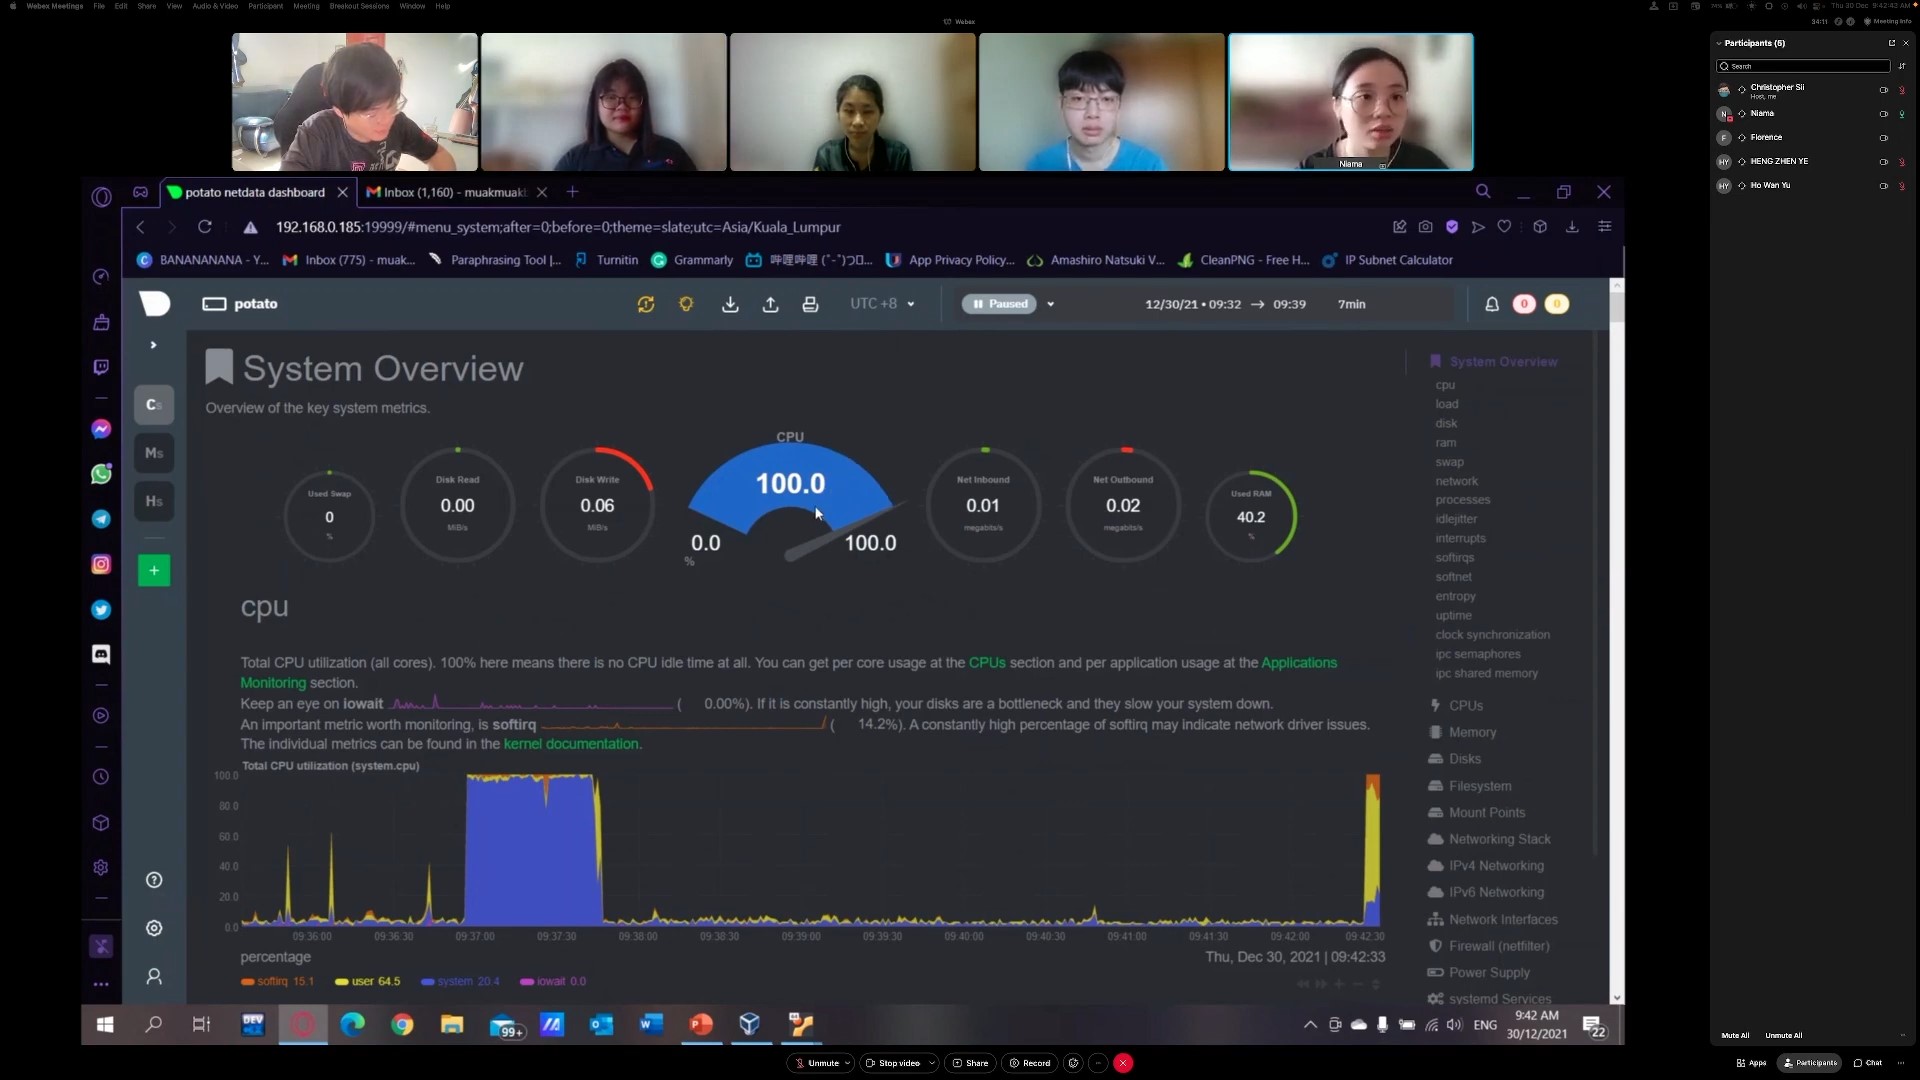 Webex Meetings File Edit Share View Audio & Video Participant Meeting Breakout Sessions Window Help
Thu 30 Dec 9:42:42 AM
Webex
34:11 Meeting Info
Niama
Participants (5)
Search
Christopher Sii
Host, me
N Niama
F Florence
HY HENG ZHEN YE
HY Ho Wan Yu
potato netdata dashboard
Inbox (1,160) - muakmuak
192.168.0.185:19999/#menu_system;after=0;before=0;theme=slate;utc=Asia/Kuala_Lumpur
BANANANANA - Y...
Inbox (775) - muak...
Paraphrasing Tool |...
Turnitin
Grammarly
哔哩哔哩
App Privacy Policy...
Amashiro Natsuki V...
CleanPNG - Free H...
IP Subnet Calculator
potato
UTC +8
Paused
12/30/21 • 09:32 → 09:39 7min
0
0
Cs
Ms
Hs
+
System Overview
Overview of the key system metrics.
Used Swap
0
%
Disk Read
0.00
MiB/s
Disk Write
0.06
MiB/s
CPU
100.0
0.0
100.0
%
Net Inbound
0.01
megabits/s
Net Outbound
0.02
megabits/s
Used RAM
40.2
%
cpu
Total CPU utilization (all cores). 100% here means there is no CPU idle time at all. You can get per core usage at the CPUs section and per application usage at the Applications
Monitoring section.
Keep an eye on iowait ( 0.00%). If it is constantly high, your disks are a bottleneck and they slow your system down.
An important metric worth monitoring, is softirq ( 14.2%). A constantly high percentage of softirq may indicate network driver issues.
The individual metrics can be found in the kernel documentation.
Total CPU utilization (system.cpu)
100.0
80.0
60.0
40.0
20.0
0.0
09:36:00 09:36:30 09:37:00 09:37:30 09:38:00 09:38:30 09:39:00 09:39:30 09:40:00 09:40:30 09:41:00 09:41:30 09:42:00 09:42:30
percentage
Thu, Dec 30, 2021 | 09:42:33
softirq 15.1 user 64.5 system 20.4 iowait 0.0
System Overview
cpu
load
disk
ram
swap
network
processes
idlejitter
interrupts
softirqs
softnet
entropy
uptime
clock synchronization
ipc semaphores
ipc shared memory
CPUs
Memory
Disks
Filesystem
Mount Points
Networking Stack
IPv4 Networking
IPv6 Networking
Network Interfaces
Firewall (netfilter)
Power Supply
systemd Services
DEV
99+
ENG
9:42 AM
30/12/2021
22
Mute All Unmute All
Unmute Stop video Share Record
Apps Participants Chat